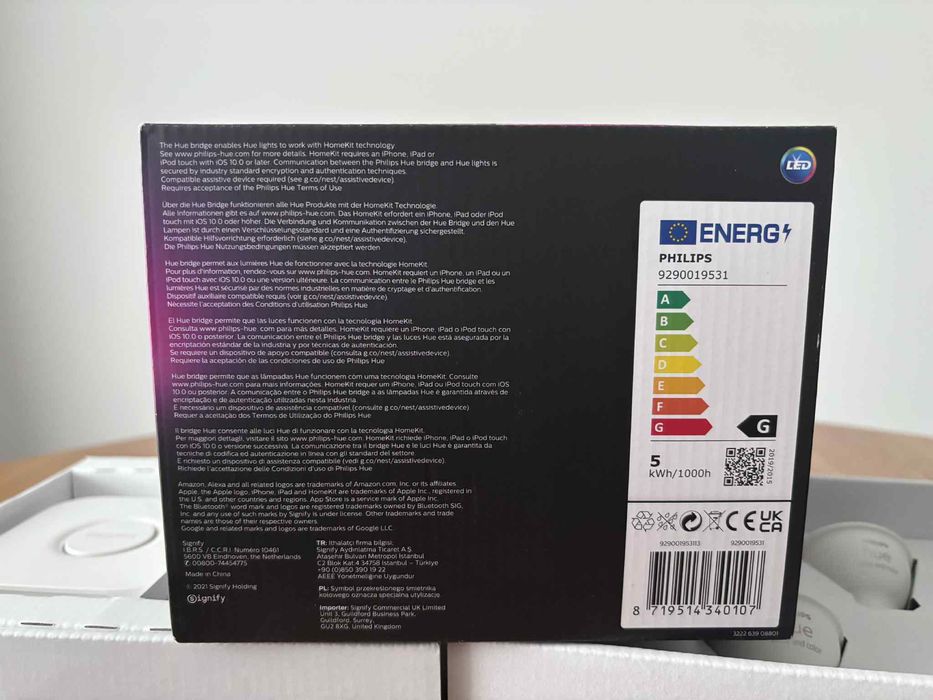 The Hue bridge enables Hue lights to work with HomeKit technology.
See www.philips-hue.com for more details. HomeKit requires an iPhone, iPad or
iPod touch with iOS 10.0 or later. Communication between the Philips Hue bridge and Hue lights is
secured by industry standard encryption and authentication techniques.
Compatible assistive device required (see g.co/nest/assistivedevice).
Requires acceptance of the Philips Hue Terms of Use
Über die Hue Bridge funktionieren alle Hue Produkte mit der HomeKit Technologie.
Alle Informationen gibt es auf www.philips-hue.com. Das HomeKit erfordert ein iPhone, iPad oder iPod
touch mit iOS 10.0 oder höher. Die Verbindung und Kommunikation zwischen der Hue Bridge und den Hue
Lampen ist durch einen Verschlüsselungsstandard und eine Authentifizierung sichergestellt.
Kompatible Hilfsvorrichtung erforderlich (siehe g.co/nest/assistivedevice).
Die Philips Hue Nutzungsbedingungen müssen akzeptiert werden
Hue bridge permet aux lumières Hue de fonctionner avec la technologie HomeKit.
Pour plus d'information, rendez-vous sur www.philips-hue.com. HomeKit requiert un iPhone, un iPad ou un
iPod touch avec iOS 10.0 ou une version ultérieure. La communication entre le Philips Hue bridge et les
lumières Hue est sécurisé par des normes industrielles en matière de cryptage et d'authentification.
Dispositif auxiliaire compatible requis (voir g.co/nest/assistivedevice)
Nécessite l'acceptation des Conditions d'utilisation Philips Hue
El Hue bridge permite que las luces funcionen con la tecnología HomeKit
Consulta www.philips-hue. com para más detalles. HomeKit requiere un iPhone, iPad o iPod touch con
iOS 10.0 o posterior. La comunicación entre el Philips Hue bridge y las luces Hue está asegurada por la
encriptación estándar de la industria y por técnicas de autenticación.
Se requiere un dispositivo de apoyo compatible (consulta g.co/nest/assistivedevice)
Requiere la aceptación de las condiciones de uso de Philips Hue
Hue bridge permite que as lâmpadas Hue funcionem com uma tecnologia HomeKit. Consulte
www.philips-hue.com para mais informações. HomeKit requer um iPhone, iPad ou iPod touch com iOS
10.0 ou posterior. A comunicação entre o Philips Hue bridge a as lâmpadas Hue é garantida através de
encriptação e de autenticação utilizadas nesta indústria.
É necessário um dispositivo de assistência compatível (consulte g.co/nest/assistivedevice)
Requer a aceitação dos Termos de Utilização do Philips Hue
Il bridge Hue consente alle luci Hue di funzionare con la tecnologia HomeKit
Per maggiori dettagli, visitare il sito www.philips-hue.com. HomeKit richiede iPhone, iPad o iPod touch
con iOS 10.0 o versione successiva. La comunicazione tra il bridge Hue e le luci Hue è garantita da
tecniche di codifica ed autenticazione in linea con gli standard del settore.
È richiesto un dispositivo di assistenza compatibile (vedi g.co/nest/assistivedevice).
Richiede l'accettazione delle Condizioni d'uso di Philips Hue
Amazon, Alexa and all related logos are trademarks of Amazon.com, Inc. or its affiliates
Apple, the Apple logo, iPhone, iPad and HomeKit are trademarks of Apple Inc., registered in
the U.S. and other countries and regions. App Store is a service mark of Apple Inc.
The Bluetooth® word mark and logos are registered trademarks owned by Bluetooth SIG,
Inc. and any use of such marks by Signify is under license. Other trademarks and trade
names are those of their respective owners.
Google and related marks and logos are trademarks of Google LLC.
Signify
I.B.R.S. / C.C.R.I. Numéro 10461
5600 VB Eindhoven, the Netherlands
00800-74454775
Made in China
© 2021 Signify Holding
Signify
TR: İthalatçı firma bilgisi:
Signify Aydınlatma Ticaret A.Ş.
Ataşehir Bulvarı Metropol İstanbul
C2 Blok Kat:4 34758 İstanbul – Türkiye
+90 (0)850 390 19 22
AEEE Yönetmeliğine Uygundur
PL: Symbol przekreślonego śmietnika
kołowego oznacza specjalną utylizację.
Importer: Signify Commercial UK Limited
Unit 3, Guildford Business Park,
Guildford, Surrey,
GU2 8XG, United Kingdom
LED
ENERG
PHILIPS
9290019531
A
B
C
D
E
F
G
G
5
kWh/1000h
2019/2015
CE UK CA
929001953113
9290019531
8 719514 340107
3222 639 08801
ue
and color